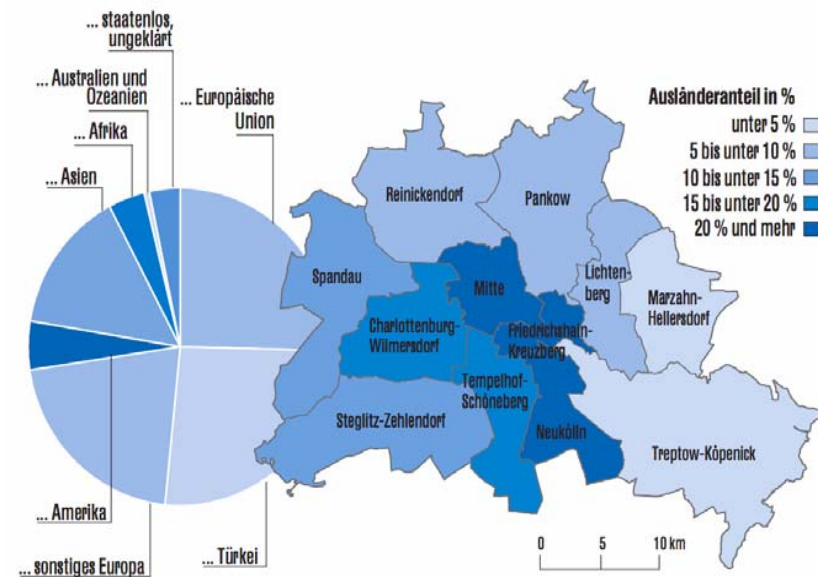 ... staatenlos,
ungeklärt
... Australien und
Ozeanien
... Afrika
... Asien
... Europäische
Union
... Amerika
... sonstiges Europa
... Türkei
Reinickendorf
Pankow
Spandau
Mitte
Lichten-
berg
Marzahn-
Hellersdorf
Charlottenburg-
Wilmersdorf
Friedrichshain-
Kreuzberg
Tempelhof-
Schöneberg
Steglitz-Zehlendorf
Neukölln
Treptow-Köpenick
Ausländeranteil in %
unter 5 %
5 bis unter 10 %
10 bis unter 15 %
15 bis unter 20 %
20 % und mehr
0 5 10 km